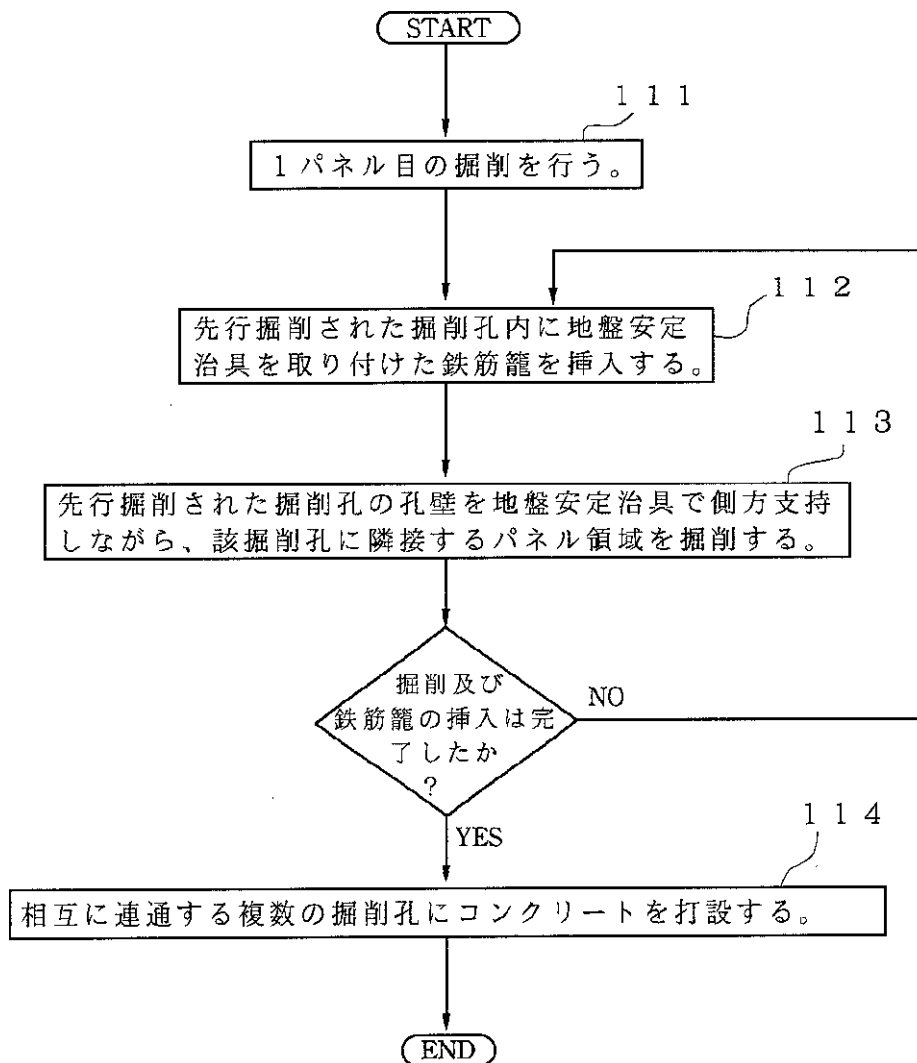 START
111
1パネル目の掘削を行う。
112
先行掘削された掘削孔内に地盤安定
治具を取り付けた鉄筋籠を挿入する。
113
先行掘削された掘削孔の孔壁を地盤安定治具で側方支持
しながら、該掘削孔に隣接するパネル領域を掘削する。
掘削及び
鉄筋籠の挿入は完
了したか
?
NO
YES
114
相互に連通する複数の掘削孔にコンクリートを打設する。
END